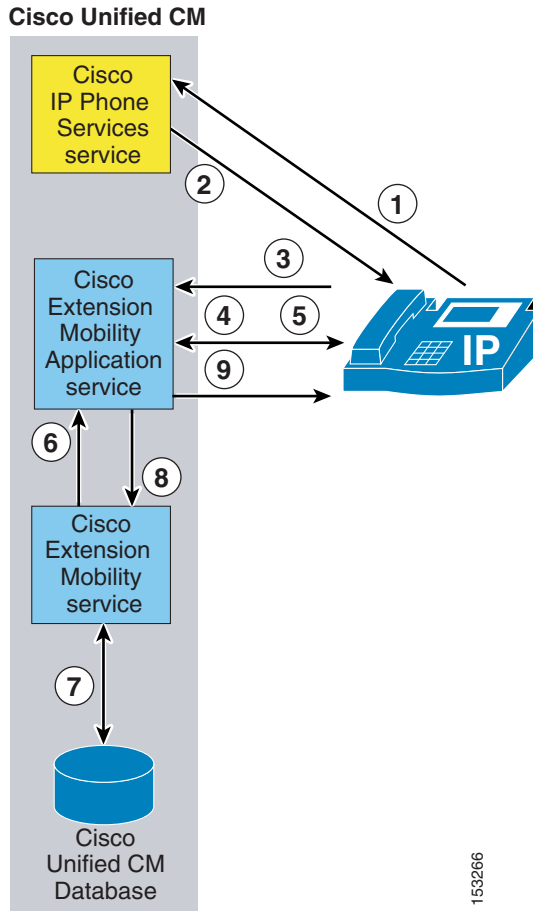 Cisco Unified CM
Cisco
IP Phone
Services
service
2
1
Cisco
Extension
Mobility
Application
service
3
4
5
9
IP
6
8
Cisco
Extension
Mobility
service
7
Cisco
Unified CM
Database
153266